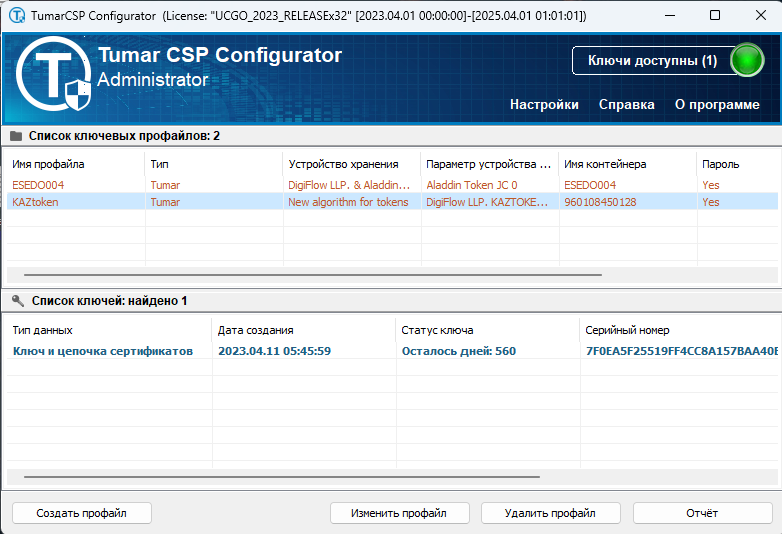 TumarCSP Configurator (License: "UCGO_2023_RELEASEx32" [2023.04.01 00:00:00]-[2025.04.01 01:01:01])
Tumar CSP Configurator
Administrator
Ключи доступны (1)
Настройки Справка О программе
Список ключевых профайлов: 2
Имя профайла Тип Устройство хранения Параметр устройства ... Имя контейнера Пароль
ESEDO004 Tumar DigiFlow LLP. & Aladdin... Aladdin Token JC 0 ESEDO004 Yes
KAZtoken Tumar New algorithm for tokens DigiFlow LLP. KAZTOKE... 960108450128 Yes
Список ключей: найдено 1
Тип данных Дата создания Статус ключа Серийный номер
Ключ и цепочка сертификатов 2023.04.11 05:45:59 Осталось дней: 560 7F0EA5F25519FF4CC8A157BAA40E
Создать профайл Изменить профайл Удалить профайл Отчёт